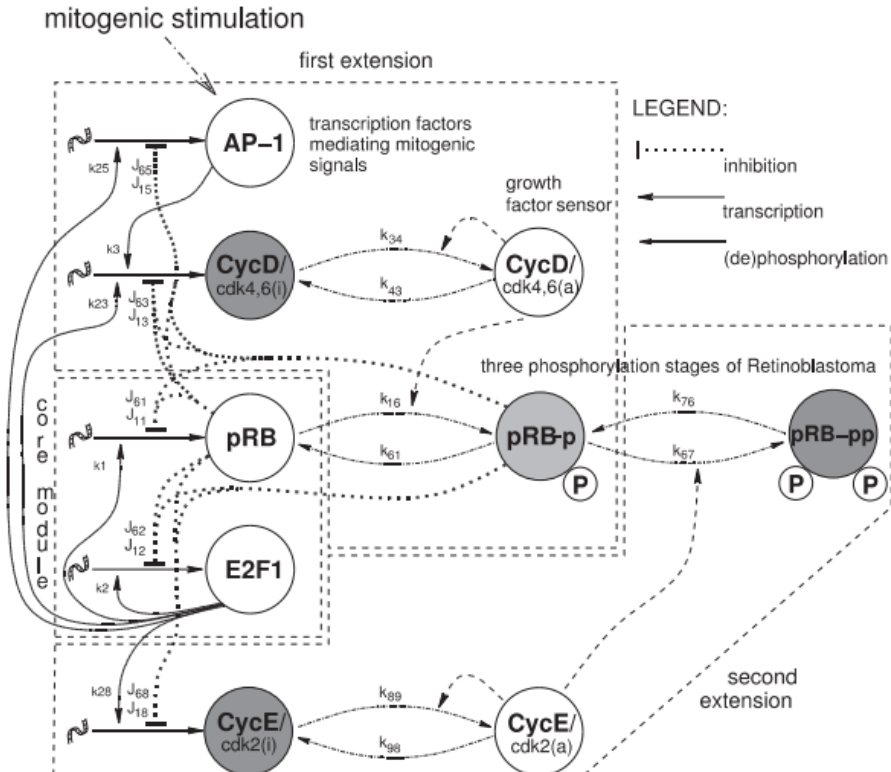 mitogenic stimulation
first extension
AP–1
transcription factors
mediating mitogenic
signals
LEGEND:
inhibition
transcription
(de)phosphorylation
k25
J65
J15
growth
factor sensor
k3
CycD/
cdk4,6(i)
k34
k43
CycD/
cdk4,6(a)
k23
J63
J13
three phosphorylation stages of Retinoblastoma
core module
J61
J11
k1
pRB
k16
k61
pRB-p
P
k76
k67
pRB–pp
P
P
J62
J12
k2
E2F1
k28
J68
J18
CycE/
cdk2(i)
k89
k98
CycE/
cdk2(a)
second
extension